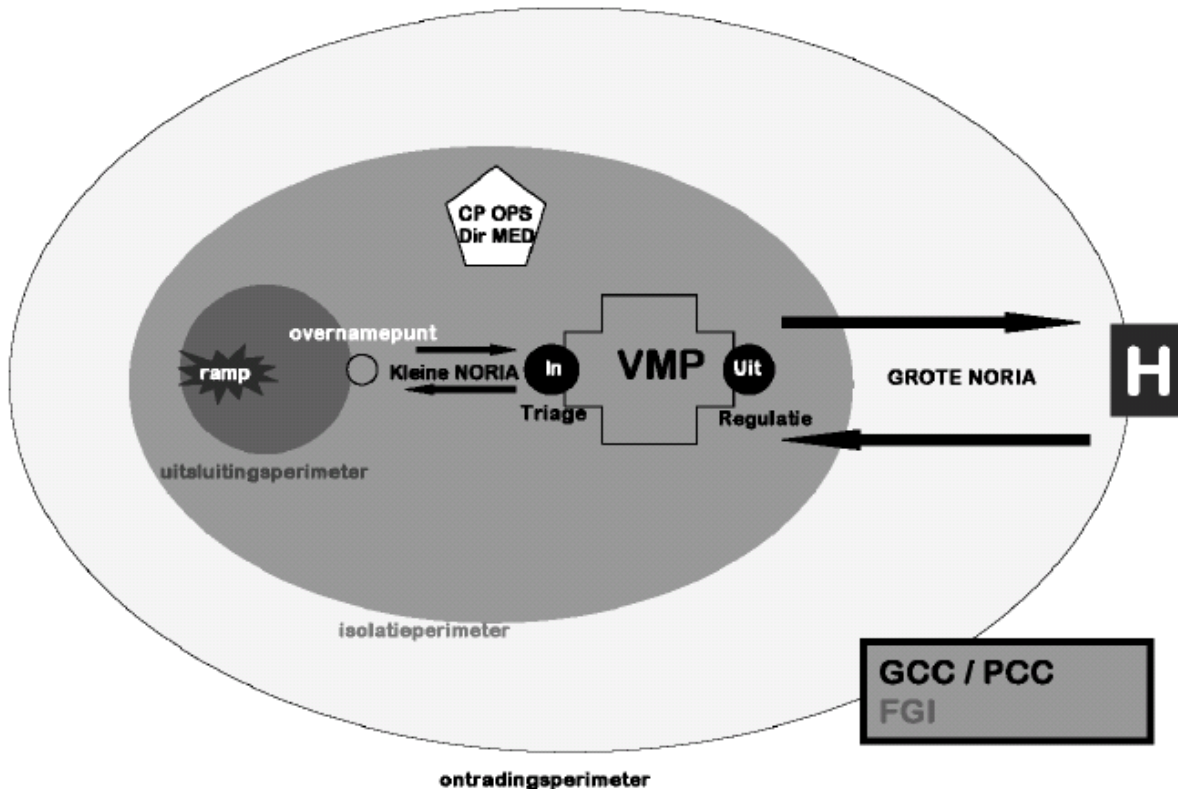 CP OPS
Dir MED
overnamepunt
ramp
Kleine NORIA
In
VMP
Uit
GROTE NORIA
H
Triage
Regulatie
uitsluitingsperimeter
isolatieperimeter
GCC / PCC
FGI
ontradingsperimeter